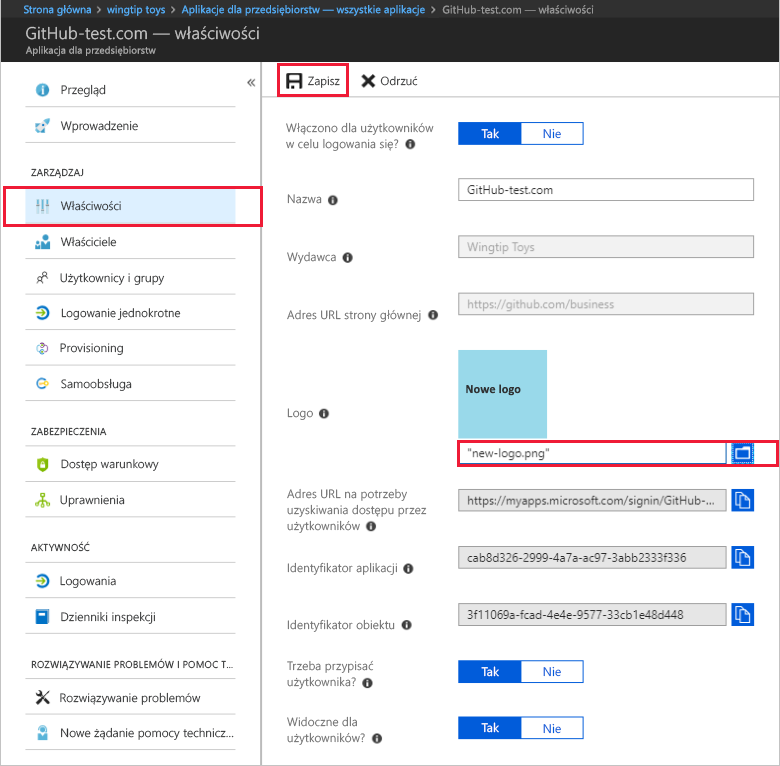 Strona główna > wingtip toys > Aplikacje dla przedsiębiorstw — wszystkie aplikacje > GitHub-test.com — właściwości
GitHub-test.com — właściwości
Aplikacja dla przedsiębiorstw
«
Przegląd
Wprowadzenie
ZARZĄDZAJ
Właściwości
Właściciele
Użytkownicy i grupy
Logowanie jednokrotne
Provisioning
Samoobsługa
ZABEZPIECZENIA
Dostęp warunkowy
Uprawnienia
AKTYWNOŚĆ
Logowania
Dzienniki inspekcji
ROZWIĄZYWANIE PROBLEMÓW I POMOC T...
Rozwiązywanie problemów
Nowe żądanie pomocy technicz...
Zapisz Odrzuć
Włączono dla użytkowników
w celu logowania się? Tak Nie
Nazwa GitHub-test.com
Wydawca Wingtip Toys
Adres URL strony głównej https://github.com/business
Nowe logo
Logo
"new-logo.png"
Adres URL na potrzeby
uzyskiwania dostępu przez https://myapps.microsoft.com/signin/GitHub-...
użytkowników
Identyfikator aplikacji cab8d326-2999-4a7a-ac97-3abb2333f336
Identyfikator obiektu 3f11069a-fcad-4e4e-9577-33cb1e48d448
Trzeba przypisać
użytkownika? Tak Nie
Widoczne dla
użytkowników? Tak Nie